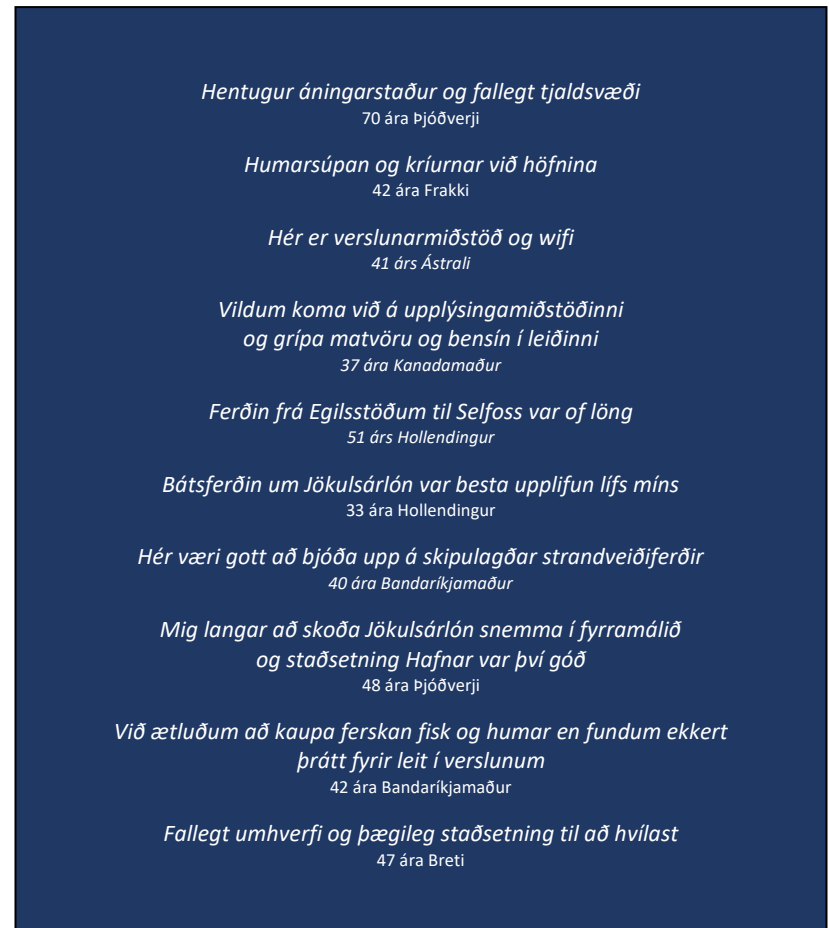 Hentugur áningarstaður og fallegt tjaldsvæði
70 ára Þjóðverji
Humarsúpan og kríurnar við höfnina
42 ára Frakki
Hér er verslunarmiðstöð og wifi
41 árs Ástrali
Vildum koma við á upplýsingamiðstöðinni
og grípa matvöru og bensín í leiðinni
37 ára Kanadamaður
Ferðin frá Egilsstöðum til Selfoss var of löng
51 árs Hollendingur
Bátsferðin um Jökulsárlón var besta upplifun lífs míns
33 ára Hollendingur
Hér væri gott að bjóða upp á skipulagðar strandveiðiferðir
40 ára Bandaríkjamaður
Mig langar að skoða Jökulsárlón snemma í fyrramálið
og staðsetning Hafnar var því góð
48 ára Þjóðverji
Við ætluðum að kaupa ferskan fisk og humar en fundum ekkert
þrátt fyrir leit í verslunum
42 ára Bandaríkjamaður
Fallegt umhverfi og þægileg staðsetning til að hvílast
47 ára Breti